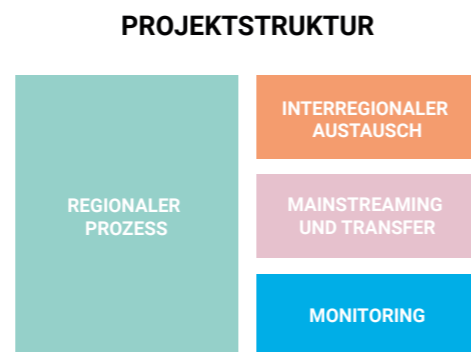 PROJEKTSTRUKTUR
REGIONALER
PROZESS
INTERREGIONALER
AUSTAUSCH
MAINSTREAMING
UND TRANSFER
MONITORING